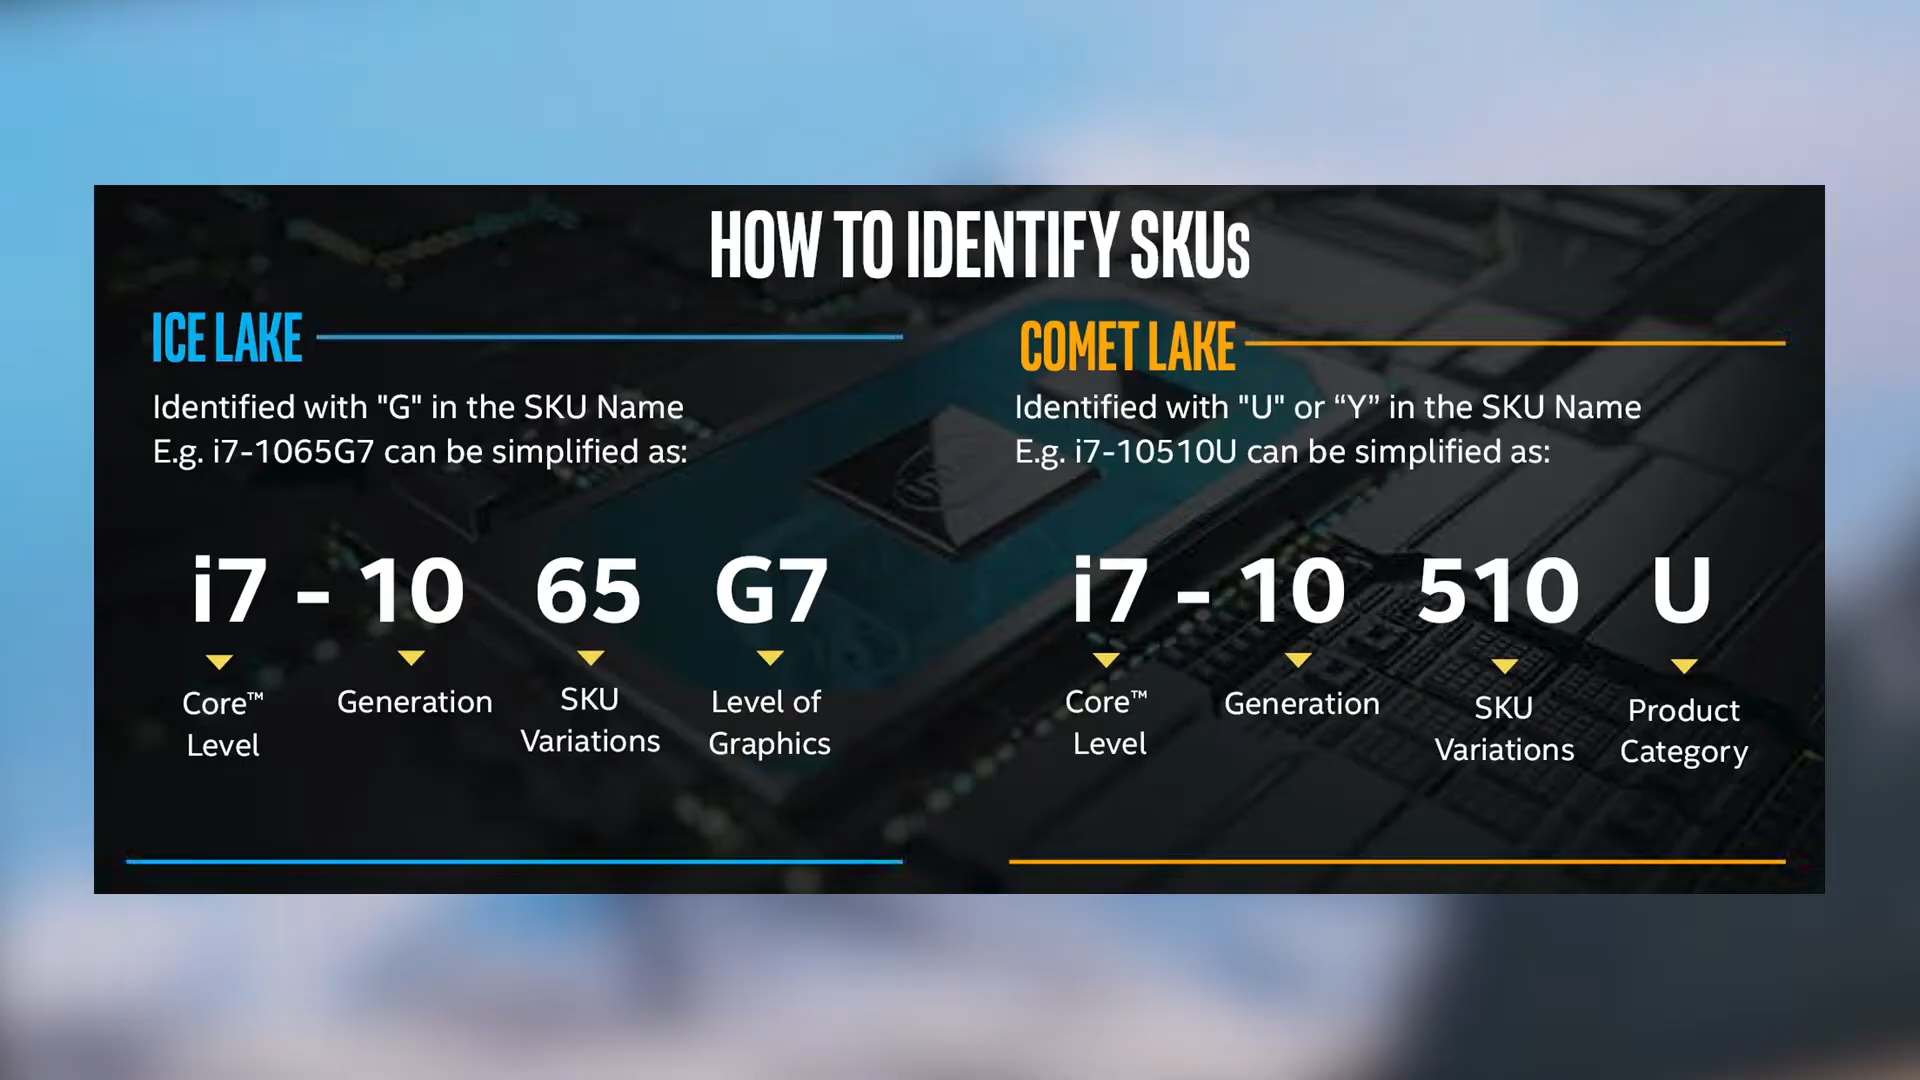 HOW TO IDENTIFY SKUs
ICE LAKE
Identified with "G" in the SKU Name
E.g. i7-1065G7 can be simplified as:
i7 - 10 65 G7
Core™ Level
Generation
SKU Variations
Level of Graphics
COMET LAKE
Identified with "U" or “Y” in the SKU Name
E.g. i7-10510U can be simplified as:
i7 - 10 510 U
Core™ Level
Generation
SKU Variations
Product Category